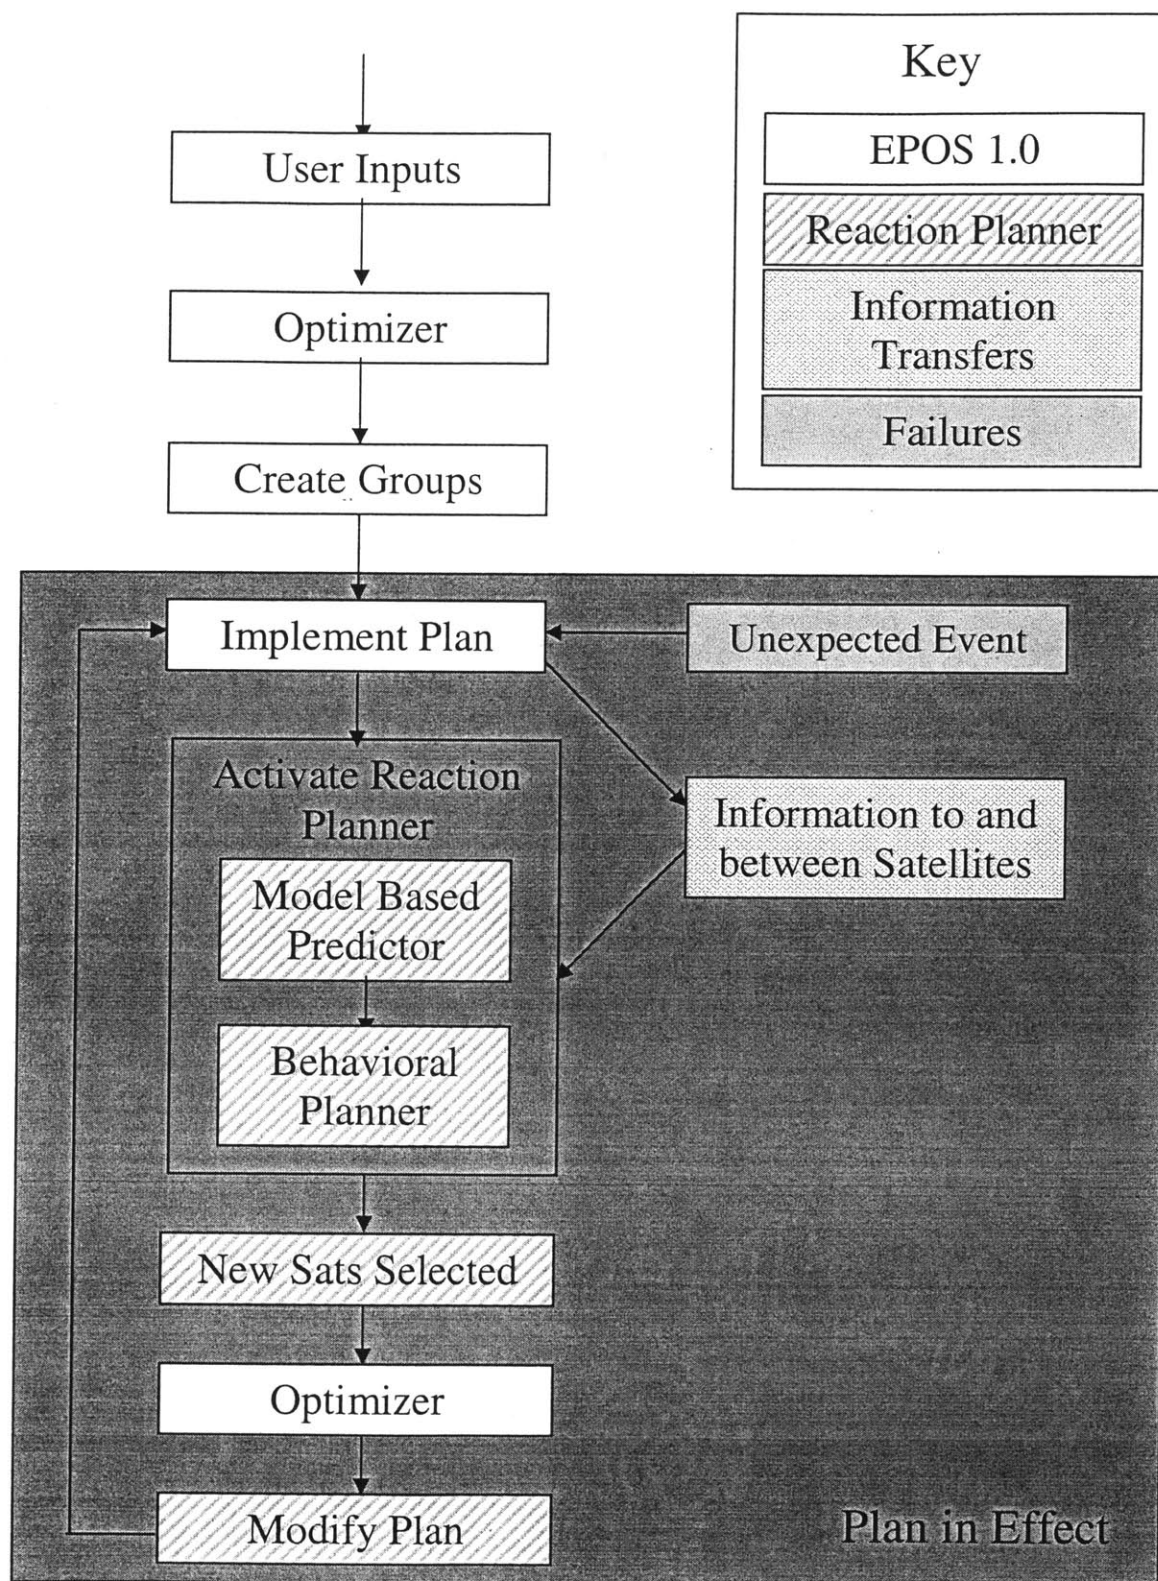 Key
EPOS 1.0
Reaction Planner
Information
Transfers
Failures
User Inputs
Optimizer
Create Groups
Implement Plan
Unexpected Event
Activate Reaction
Planner
Model Based
Predictor
Behavioral
Planner
Information to and
between Satellites
New Sats Selected
Optimizer
Modify Plan
Plan in Effect